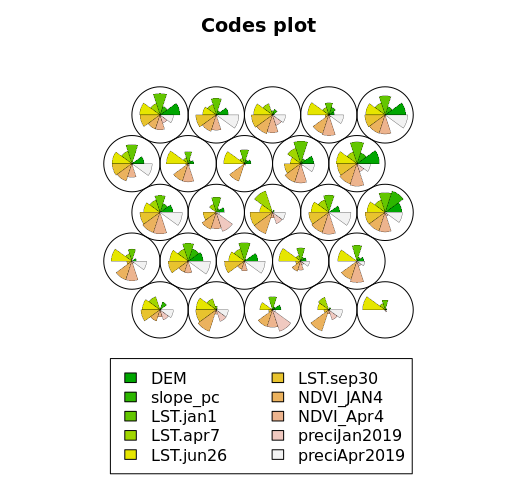 Codes plot
DEM
slope_pc
LST.jan1
LST.apr7
LST.jun26
LST.sep30
NDVI_JAN4
NDVI_Apr4
preciJan2019
preciApr2019